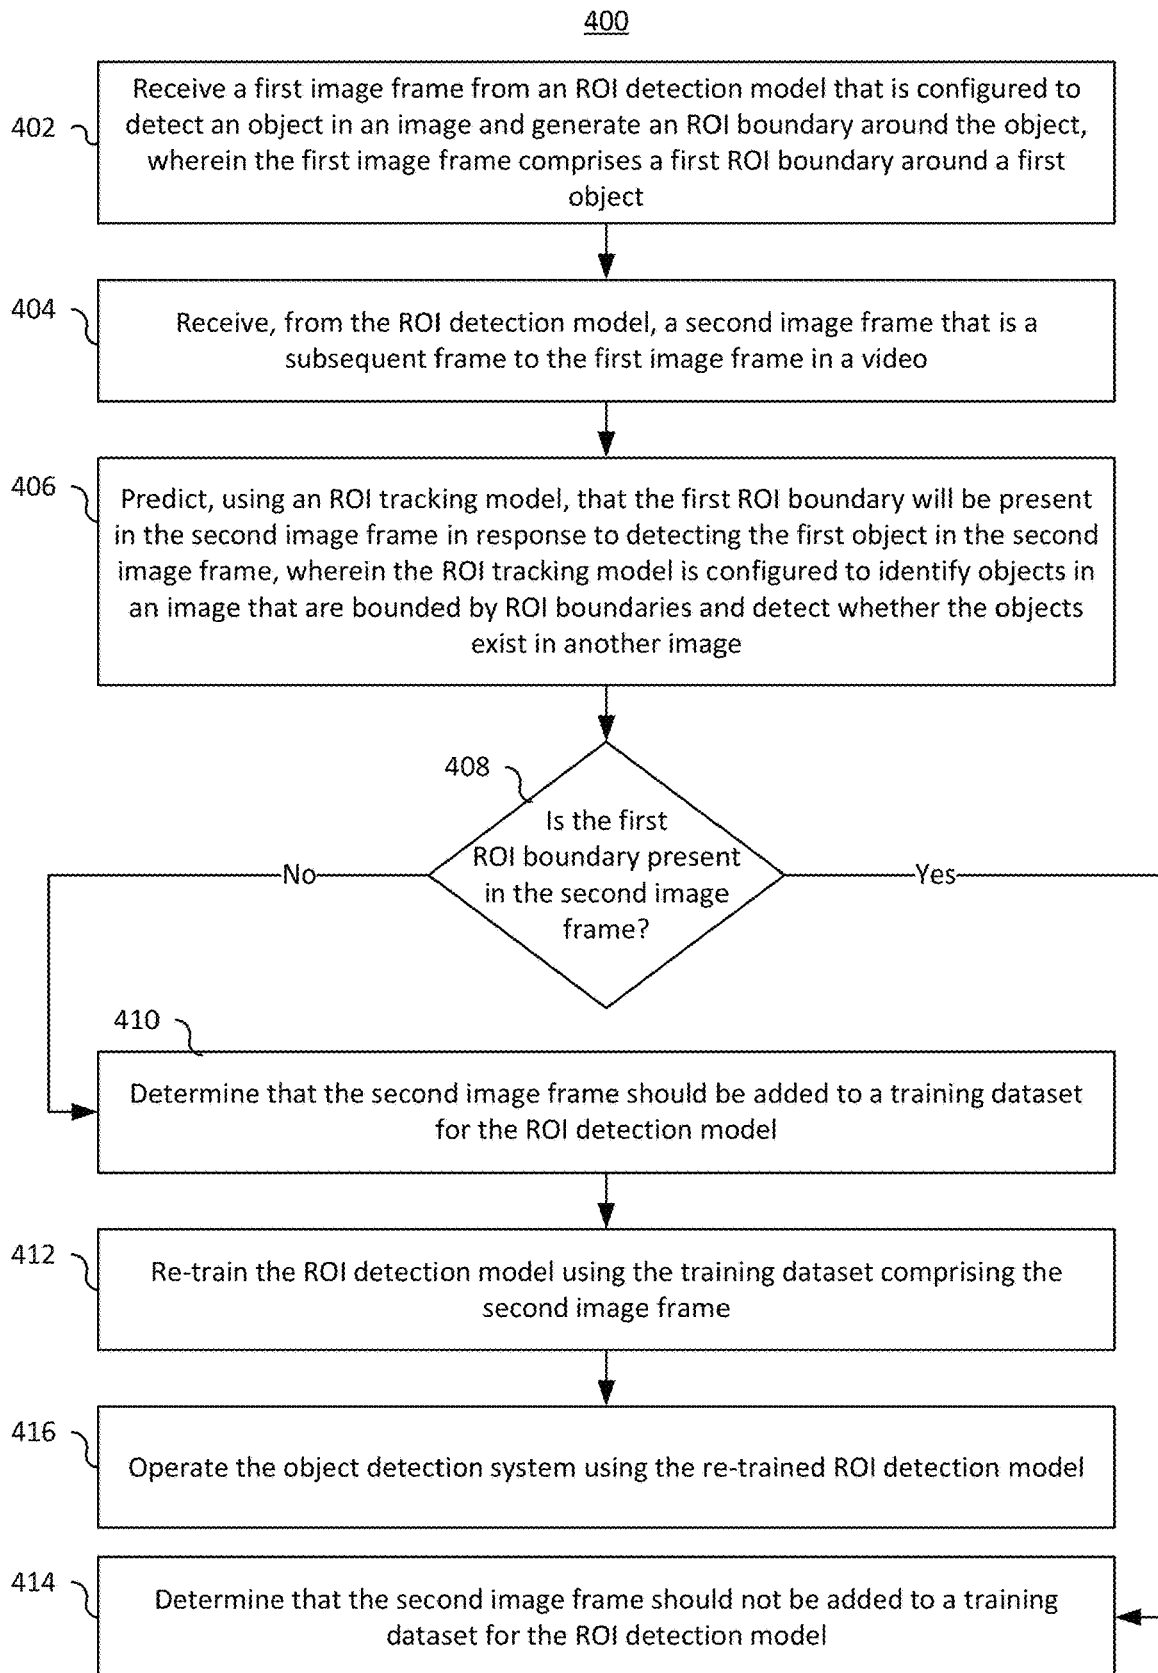 400
402
Receive a first image frame from an ROI detection model that is configured to
detect an object in an image and generate an ROI boundary around the object,
wherein the first image frame comprises a first ROI boundary around a first
object
404
Receive, from the ROI detection model, a second image frame that is a
subsequent frame to the first image frame in a video
406
Predict, using an ROI tracking model, that the first ROI boundary will be present
in the second image frame in response to detecting the first object in the second
image frame, wherein the ROI tracking model is configured to identify objects in
an image that are bounded by ROI boundaries and detect whether the objects
exist in another image
408
Is the first
ROI boundary present
in the second image
frame?
No
Yes
410
Determine that the second image frame should be added to a training dataset
for the ROI detection model
412
Re-train the ROI detection model using the training dataset comprising the
second image frame
416
Operate the object detection system using the re-trained ROI detection model
414
Determine that the second image frame should not be added to a training
dataset for the ROI detection model